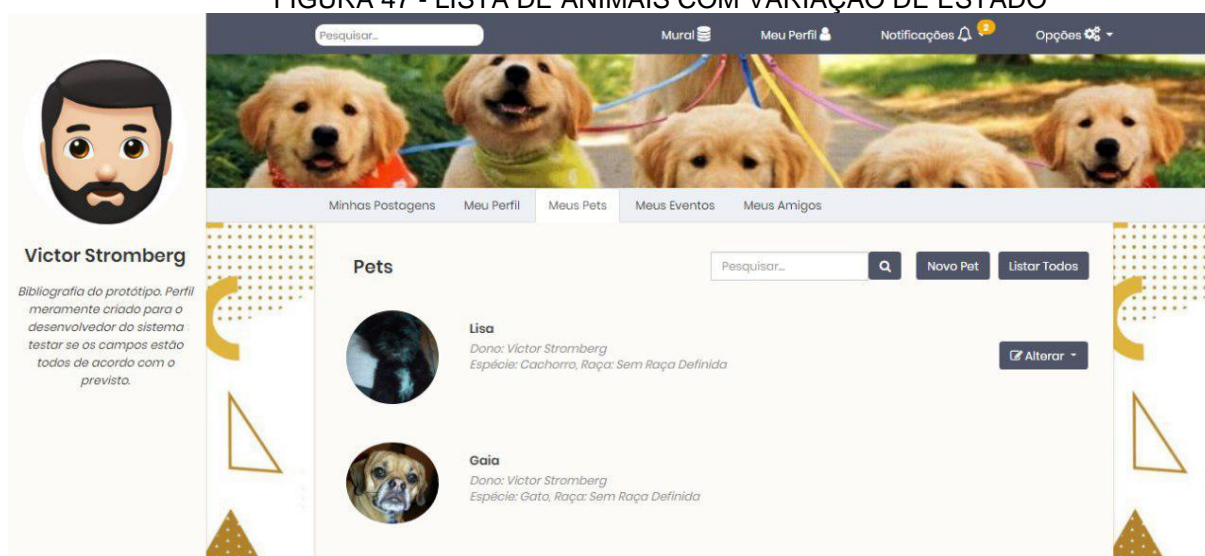 FIGURA 47 - LISTA DE ANIMAIS COM VARIAÇÃO DE ESTADO
Pesquisar...
Mural
Meu Perfil
Notificações
2
Opções
Minhas Postagens
Meu Perfil
Meus Pets
Meus Eventos
Meus Amigos
Victor Stromberg
Bibliografia do protótipo. Perfil
meramente criado para o
desenvolvedor do sistema
testar se os campos estão
todos de acordo com o
previsto.
Pets
Pesquisar...
Novo Pet
Listar Todos
Lisa
Dono: Victor Stromberg
Espécie: Cachorro, Raça: Sem Raça Definida
Alterar
Gaia
Dono: Victor Stromberg
Espécie: Gato, Raça: Sem Raça Definida